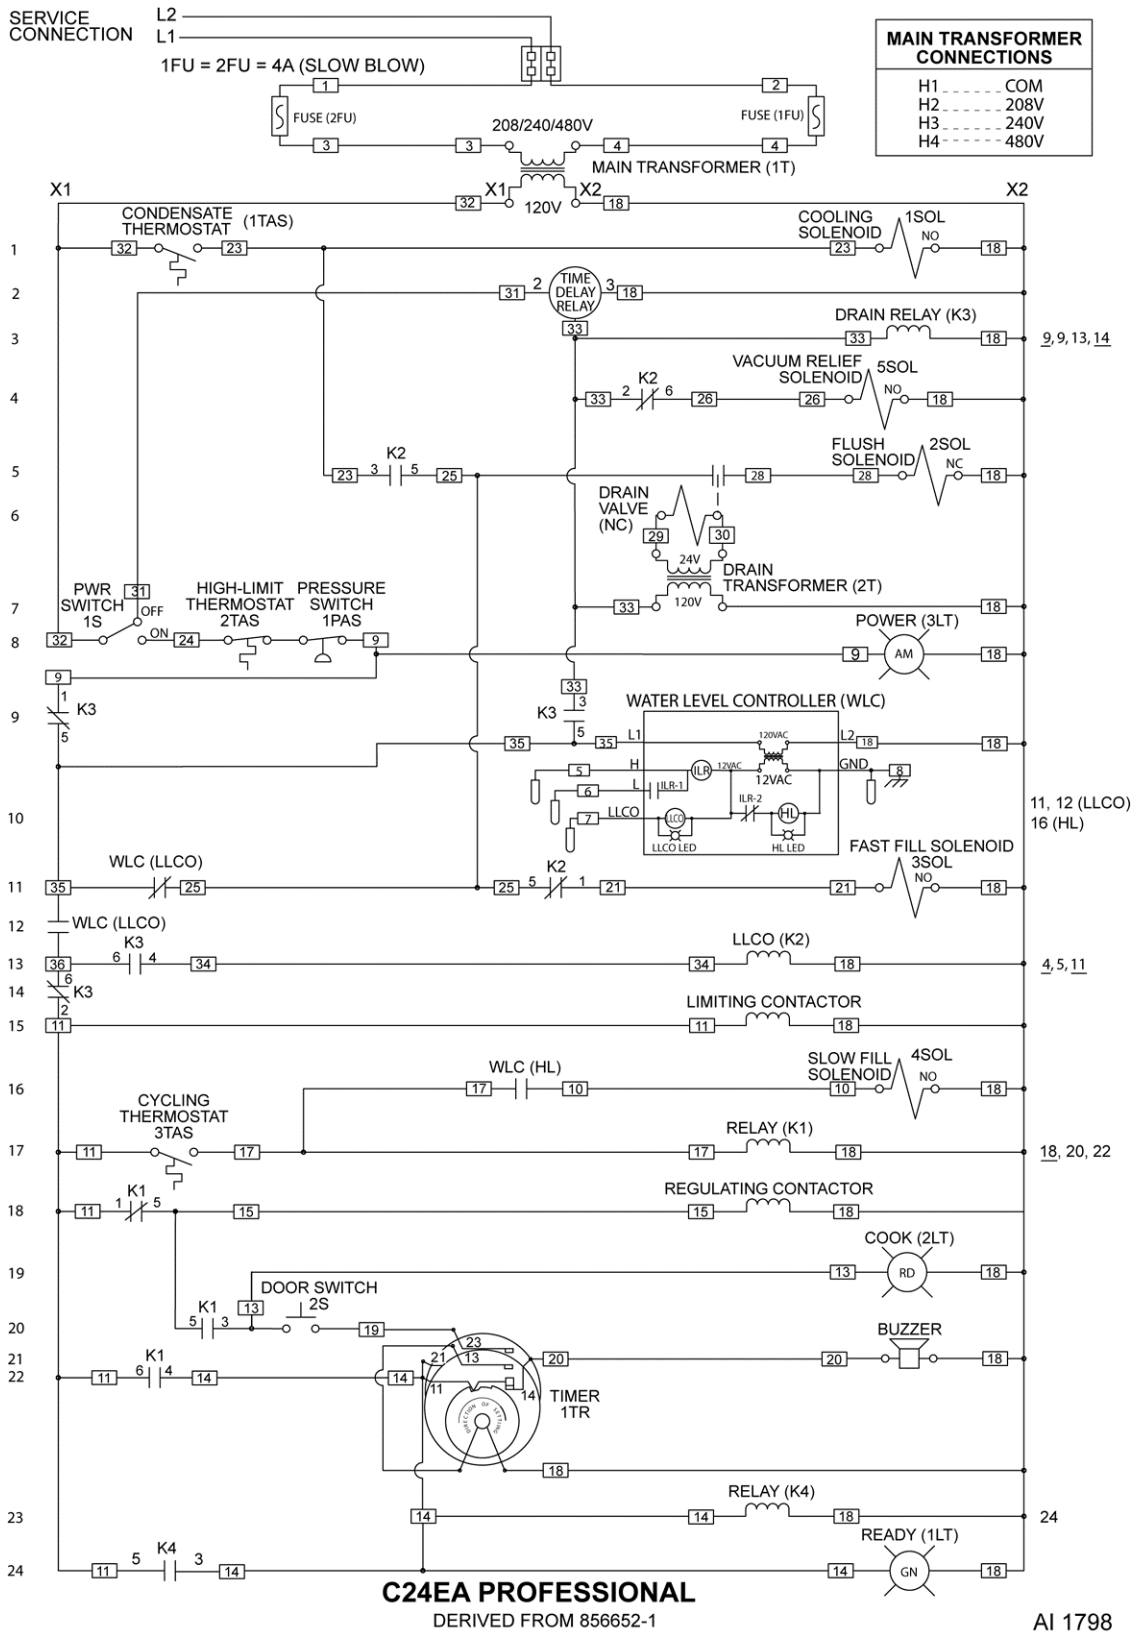 SERVICE
CONNECTION
L2
L1
1FU = 2FU = 4A (SLOW BLOW)
MAIN TRANSFORMER
CONNECTIONS
H1 ------ COM
H2 ------ 208V
H3 ------ 240V
H4 ------ 480V
1 2
FUSE (2FU) FUSE (1FU)
208/240/480V
3 3 4 4
MAIN TRANSFORMER (1T)
X1 X1 X2 X2
32 120V 18
CONDENSATE
THERMOSTAT (1TAS)
COOLING
SOLENOID 1SOL
NO
1 32 23 23 18
TIME
DELAY
RELAY
2 31 2 3 18
33
DRAIN RELAY (K3)
3 33 18 9, 9, 13, 14
VACUUM RELIEF
SOLENOID 5SOL
NO
K2
4 33 2 6 26 26 18
FLUSH
SOLENOID 2SOL
NC
K2
5 23 3 5 25 28 28 18
DRAIN
VALVE
(NC)
6
29 30
24V
DRAIN
TRANSFORMER (2T)
120V
7 33 18
PWR
SWITCH
1S
31
OFF
ON
HIGH-LIMIT
THERMOSTAT
2TAS
PRESSURE
SWITCH
1PAS
POWER (3LT)
8 32 24 9
9 AM 18
9
1
K3
5
9
33
3
K3
5
WATER LEVEL CONTROLLER (WLC)
35 35 L1 120VAC L2 18 18
5 H ILR 12VAC 12VAC GND 8
6 L ILR-1
ILR-2
7 LLCO LLCO HL
LLCO LED HL LED
10
11, 12 (LLCO)
16 (HL)
WLC (LLCO)
K2
FAST FILL SOLENOID
3SOL
NO
11 35 25 25 5 1 21 21 18
12 WLC (LLCO)
K3
LLCO (K2)
13 36 6 4 34 34 18 4, 5, 11
14 6 K3
2
LIMITING CONTACTOR
15 11 11 18
WLC (HL)
SLOW FILL
SOLENOID 4SOL
NO
16 17 10 10 18
CYCLING
THERMOSTAT
3TAS
RELAY (K1)
17 11 17 17 18 18, 20, 22
K1
REGULATING CONTACTOR
18 11 1 5 15 15 18
COOK (2LT)
19 13 RD 18
DOOR SWITCH
2S
13
K1
20 5 3 19
BUZZER
21 23 21 13 20 20 18
K1
22 11 6 4 14 14 11 14
TIMER
1TR
DIRECTION OF SETTING
18
RELAY (K4)
23 14 14 18 24
READY (1LT)
K4
24 11 5 3 14 14 GN 18
C24EA PROFESSIONAL
DERIVED FROM 856652-1
AI 1798